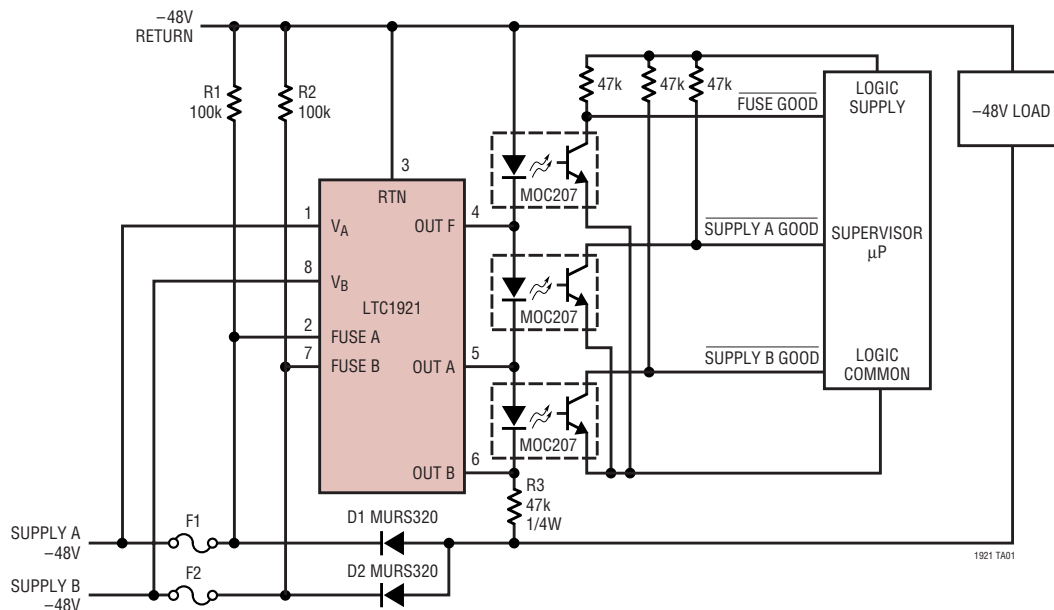 –48V
RETURN
R1
100k
R2
100k
3
RTN
1
VA
8
VB
LTC1921
2
FUSE A
7
FUSE B
OUT F
4
OUT A
5
OUT B
6
MOC207
MOC207
MOC207
47k
47k
47k
FUSE GOOD
SUPPLY A GOOD
SUPPLY B GOOD
LOGIC
SUPPLY
SUPERVISOR
µP
LOGIC
COMMON
–48V LOAD
R3
47k
1/4W
SUPPLY A
–48V
F1
D1 MURS320
SUPPLY B
–48V
F2
D2 MURS320
1921 TA01